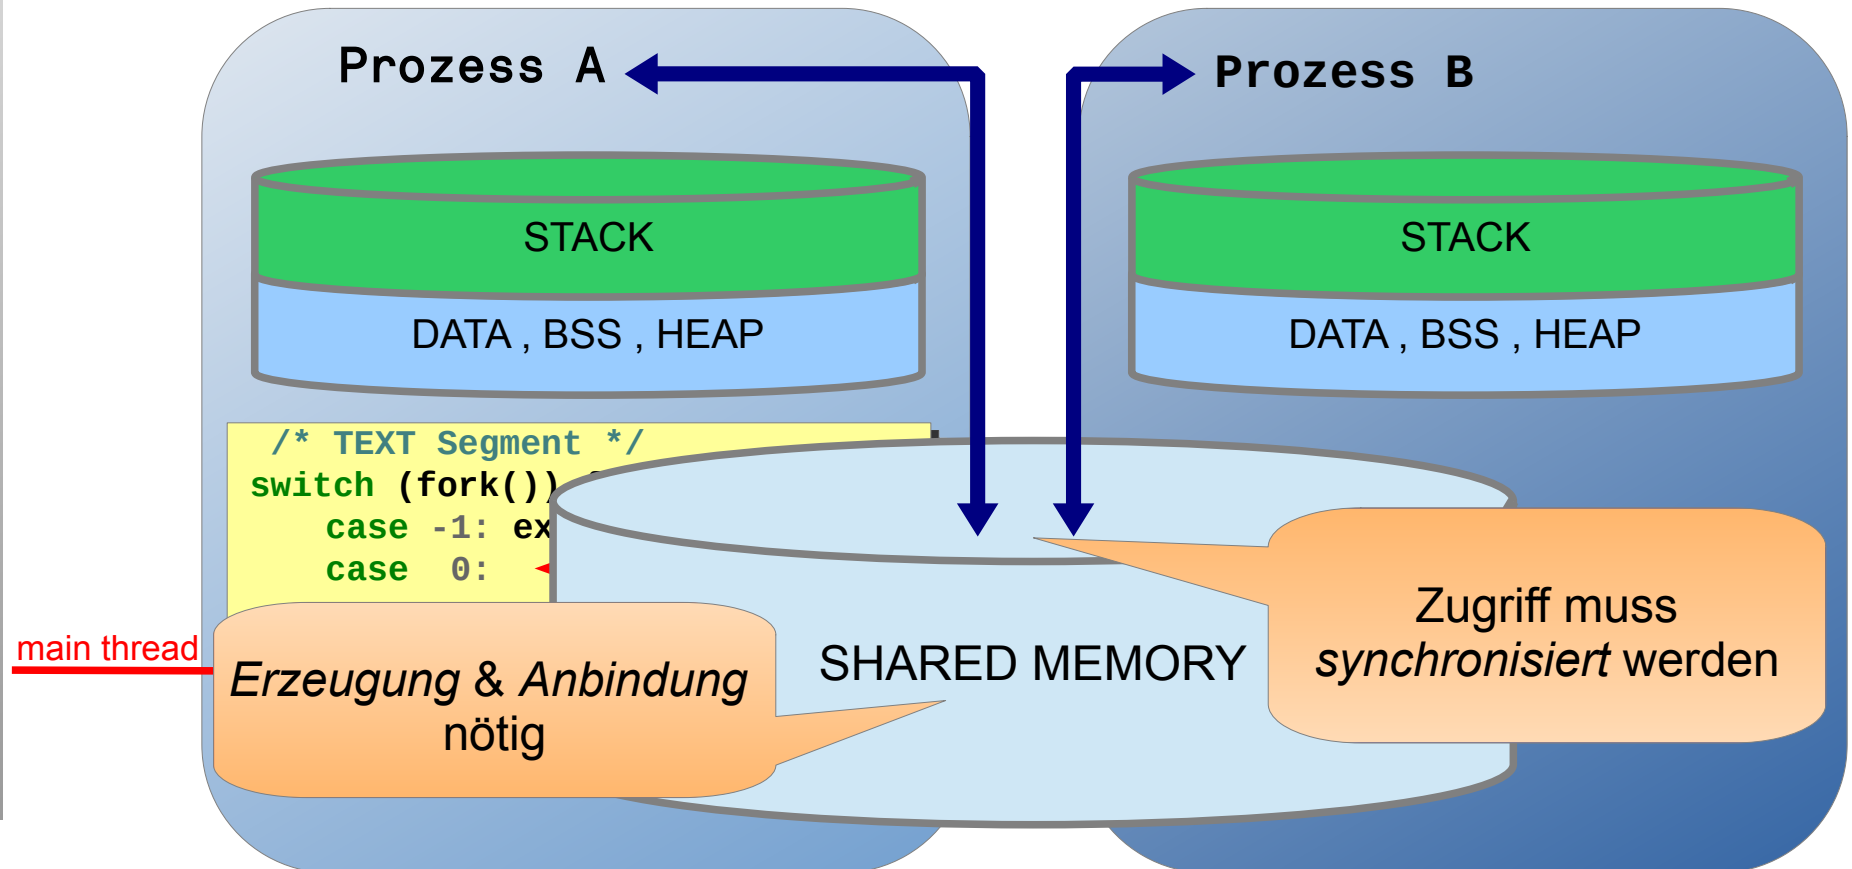 Prozess A
Prozess B
STACK
DATA , BSS , HEAP
STACK
DATA , BSS , HEAP
/* TEXT Segment */
switch (fork())
case -1: ex
case 0:
main thread
Erzeugung & Anbindung
nötig
SHARED MEMORY
Zugriff muss
synchronisiert werden